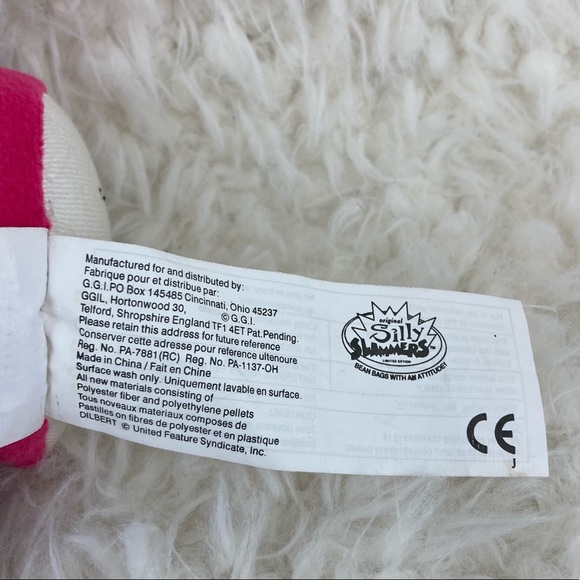 Manufactured for and distributed by:
Fabrique pour et distribue par:
G.G.I.PO Box 145485 Cincinnati, Ohio 45237
GGIL, Hortonwood 30, © G.G.I
Telford, Shropshire England TF1 4ET Pat.Pending.
Please retain this address for future reference
Conserver cette adresse pour reference ultenoure
Reg. No. PA-7881(RC) Reg. No. PA-1137-OH
Made in China / Fait en Chine
Surface wash only. Uniquement lavable en surface.
All new materials consisting of
Polyester fiber and polyethylene pellets
Tous noveaux materiaux composes de
Pastilles on fibres de polyester et en plastique
DILBERT © United Feature Syndicate, Inc.
original
Silly
SLAMMERS
LIMITED EDITION
BEAN BAGS WITH AN ATTITUDE!
CE
J